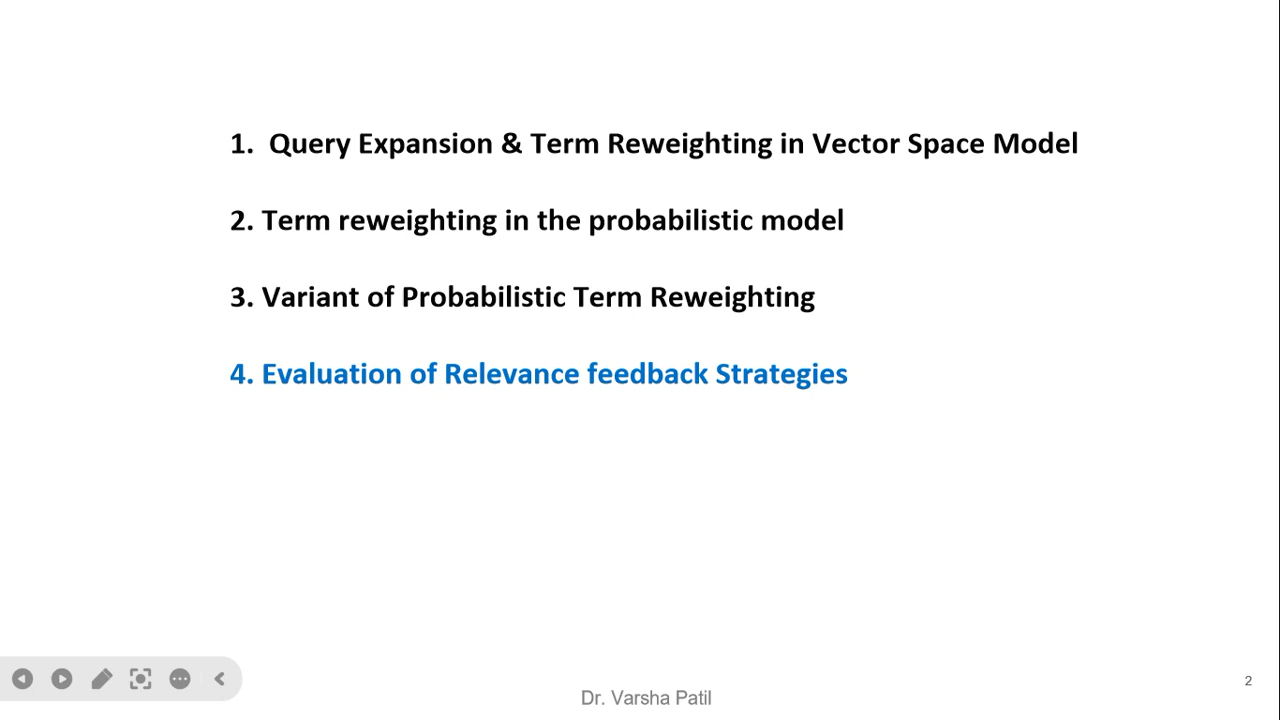 1. Query Expansion & Term Reweighting in Vector Space Model
2. Term reweighting in the probabilistic model
3. Variant of Probabilistic Term Reweighting
4. Evaluation of Relevance feedback Strategies
2
Dr. Varsha Patil